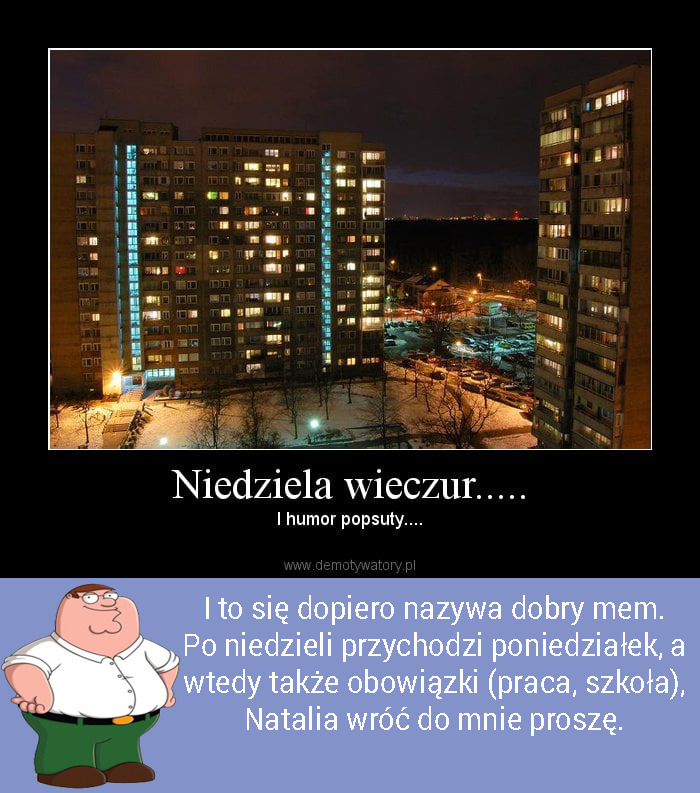 Niedziela wieczur.....
I humor popsuty....
www.demotywatory.pl
I to się dopiero nazywa dobry mem.
Po niedzieli przychodzi poniedziałek, a
wtedy także obowiązki (praca, szkoła),
Natalia wróć do mnie proszę.